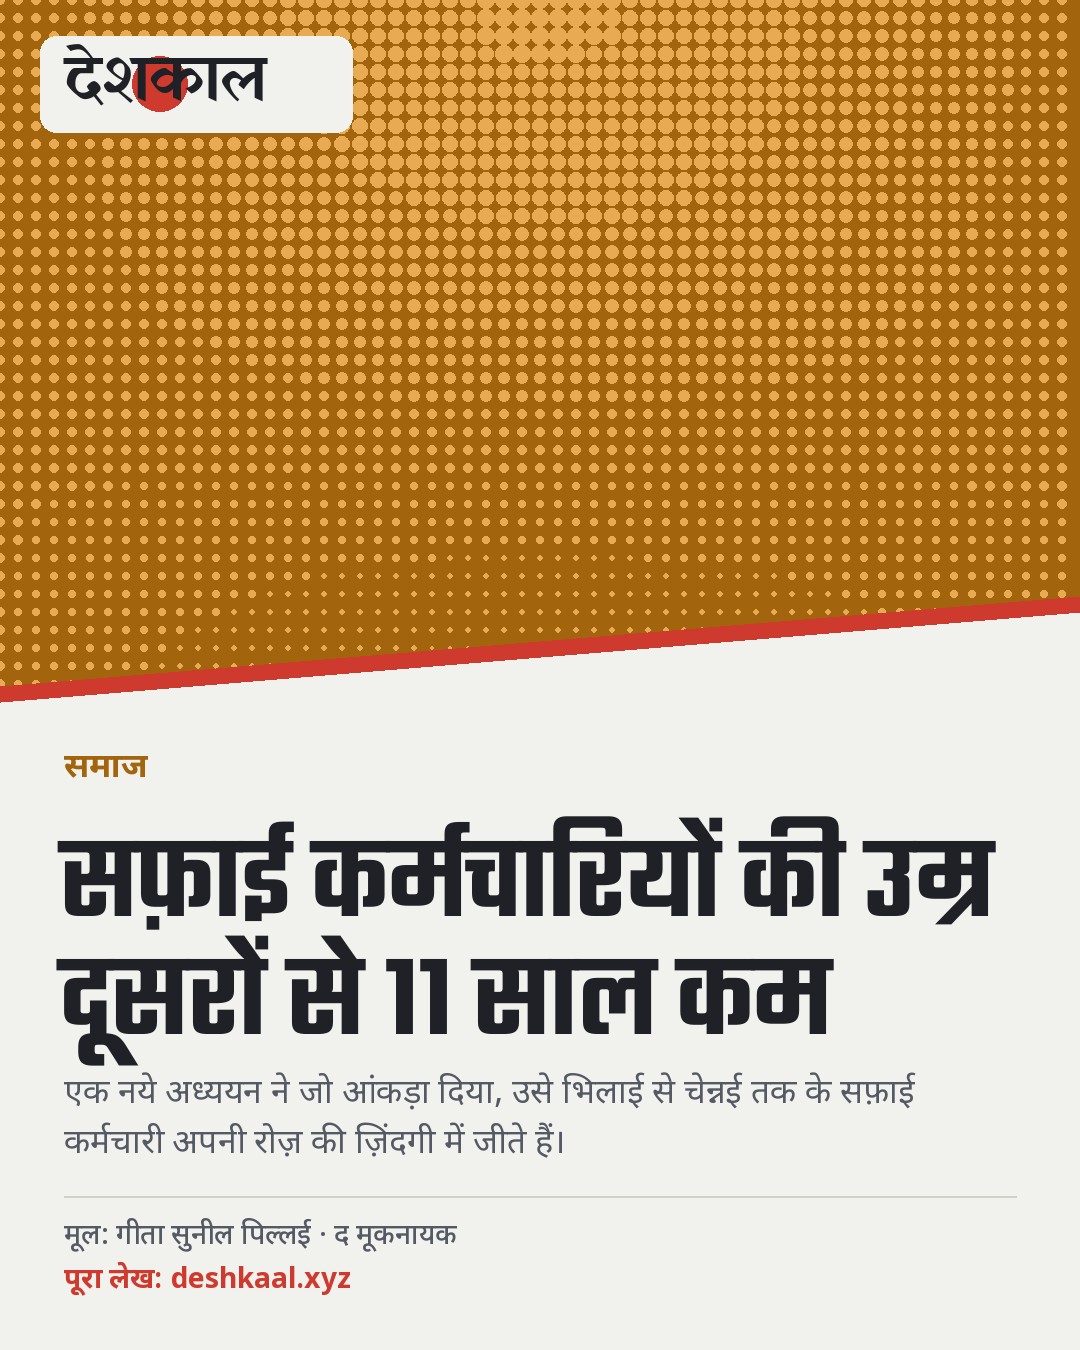 देशकाल
समाज
सफ़ाई कर्मचारियों की उम्र
दूसरों से 11 साल कम
एक नये अध्ययन ने जो आंकड़ा दिया, उसे भिलाई से चेन्नई तक के सफ़ाई
कर्मचारी अपनी रोज़ की ज़िंदगी में जीते हैं।
मूल: गीता सुनील पिल्लई · द मूकनायक
पूरा लेख: deshkaal.xyz